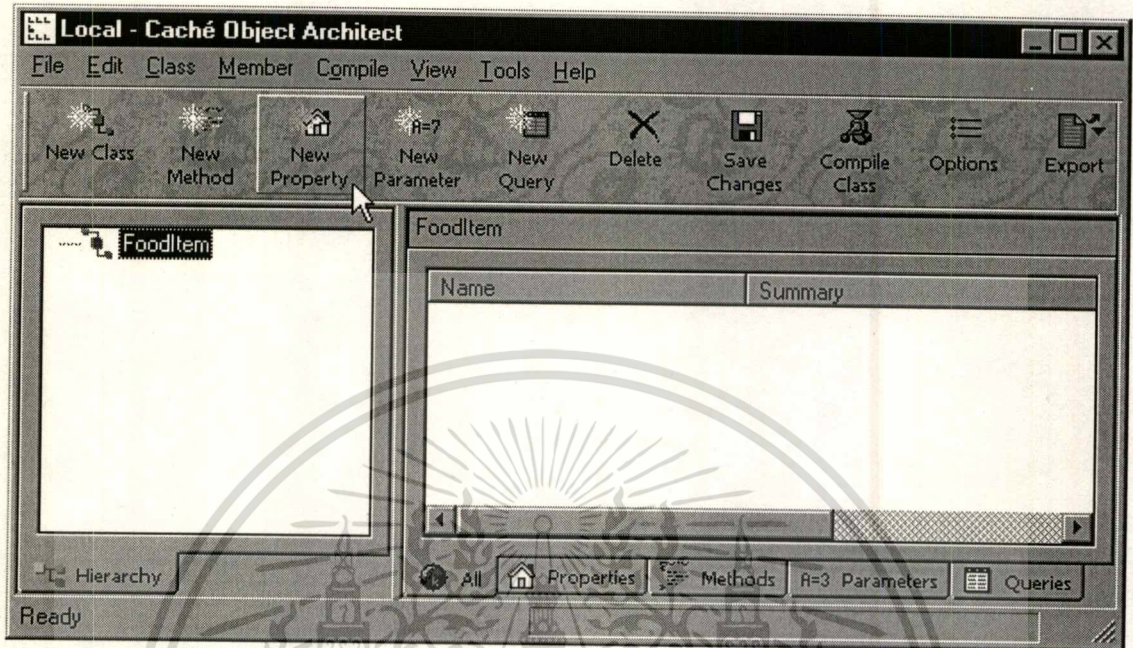 Local - Caché Object Architect
File Edit Class Member Compile View Tools Help
New Class
New Method
New Property
A=?
New Parameter
New Query
Delete
Save Changes
Compile Class
Options
Export
FoodItem
FoodItem
Name Summary
Hierarchy
All Properties Methods A=3 Parameters Queries
Ready